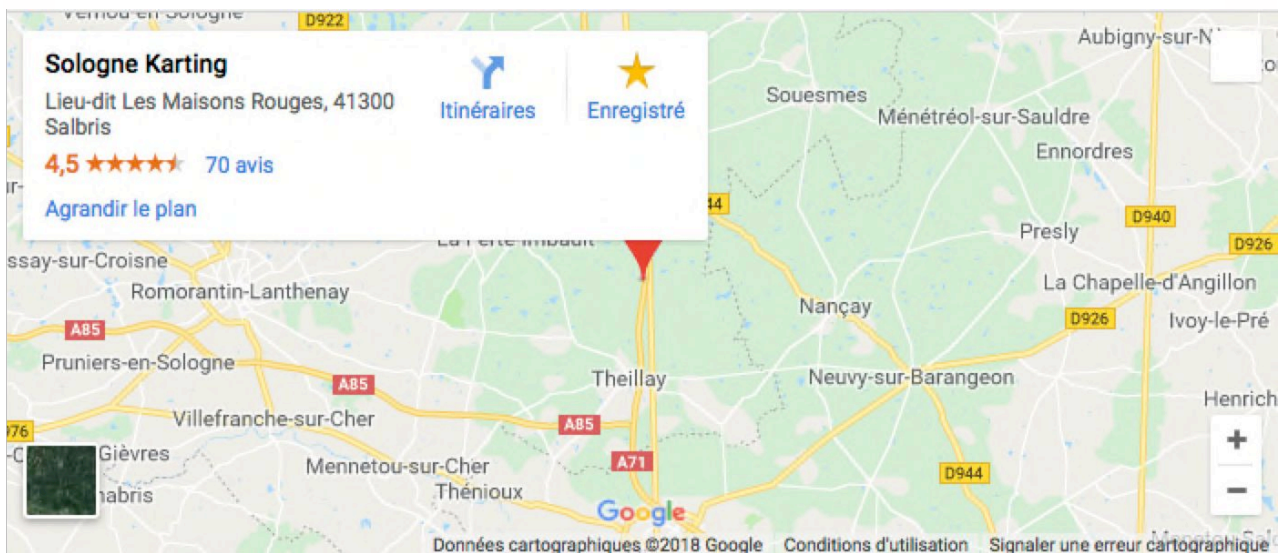 D922
Aubigny-sur-N
Sologne Karting
Lieu-dit Les Maisons Rouges, 41300
Salbris
4,5 70 avis
Agrandir le plan
Itinéraires
Enregistré
Souesmes
Ménétréol-sur-Sauldre
Ennordres
44
D940
Presly
D926
ssay-sur-Croisne
La Chapelle-d'Angillon
Romorantin-Lanthenay
Nançay
D926
Ivoy-le-Pré
A85
Pruniers-en-Sologne
A85
Theillay
Neuvy-sur-Barangeon
Henrich
Villefranche-sur-Cher
A85
976
Gièvres
Mennetou-sur-Cher
A71
D944
Thénioux
habris
Google
+
−
Données cartographiques ©2018 Google Conditions d'utilisation Signaler une erreur cartographique